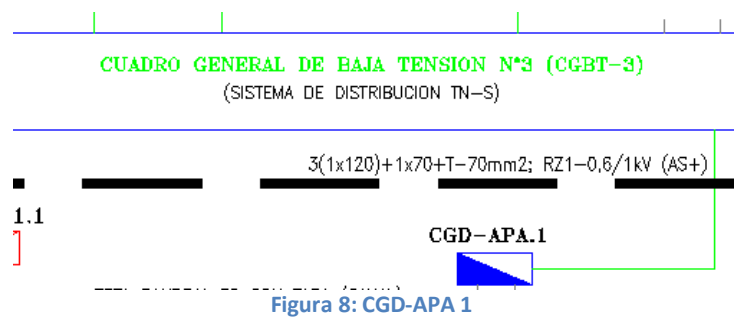 CUADRO GENERAL DE BAJA TENSION Nº3 (CGBT-3)
(SISTEMA DE DISTRIBUCION TN-S)
3(1x120)+1x70+T-70mm2; RZ1-0,6/1kV (AS+)
1.1
CGD-APA.1
Figura 8: CGD-APA 1